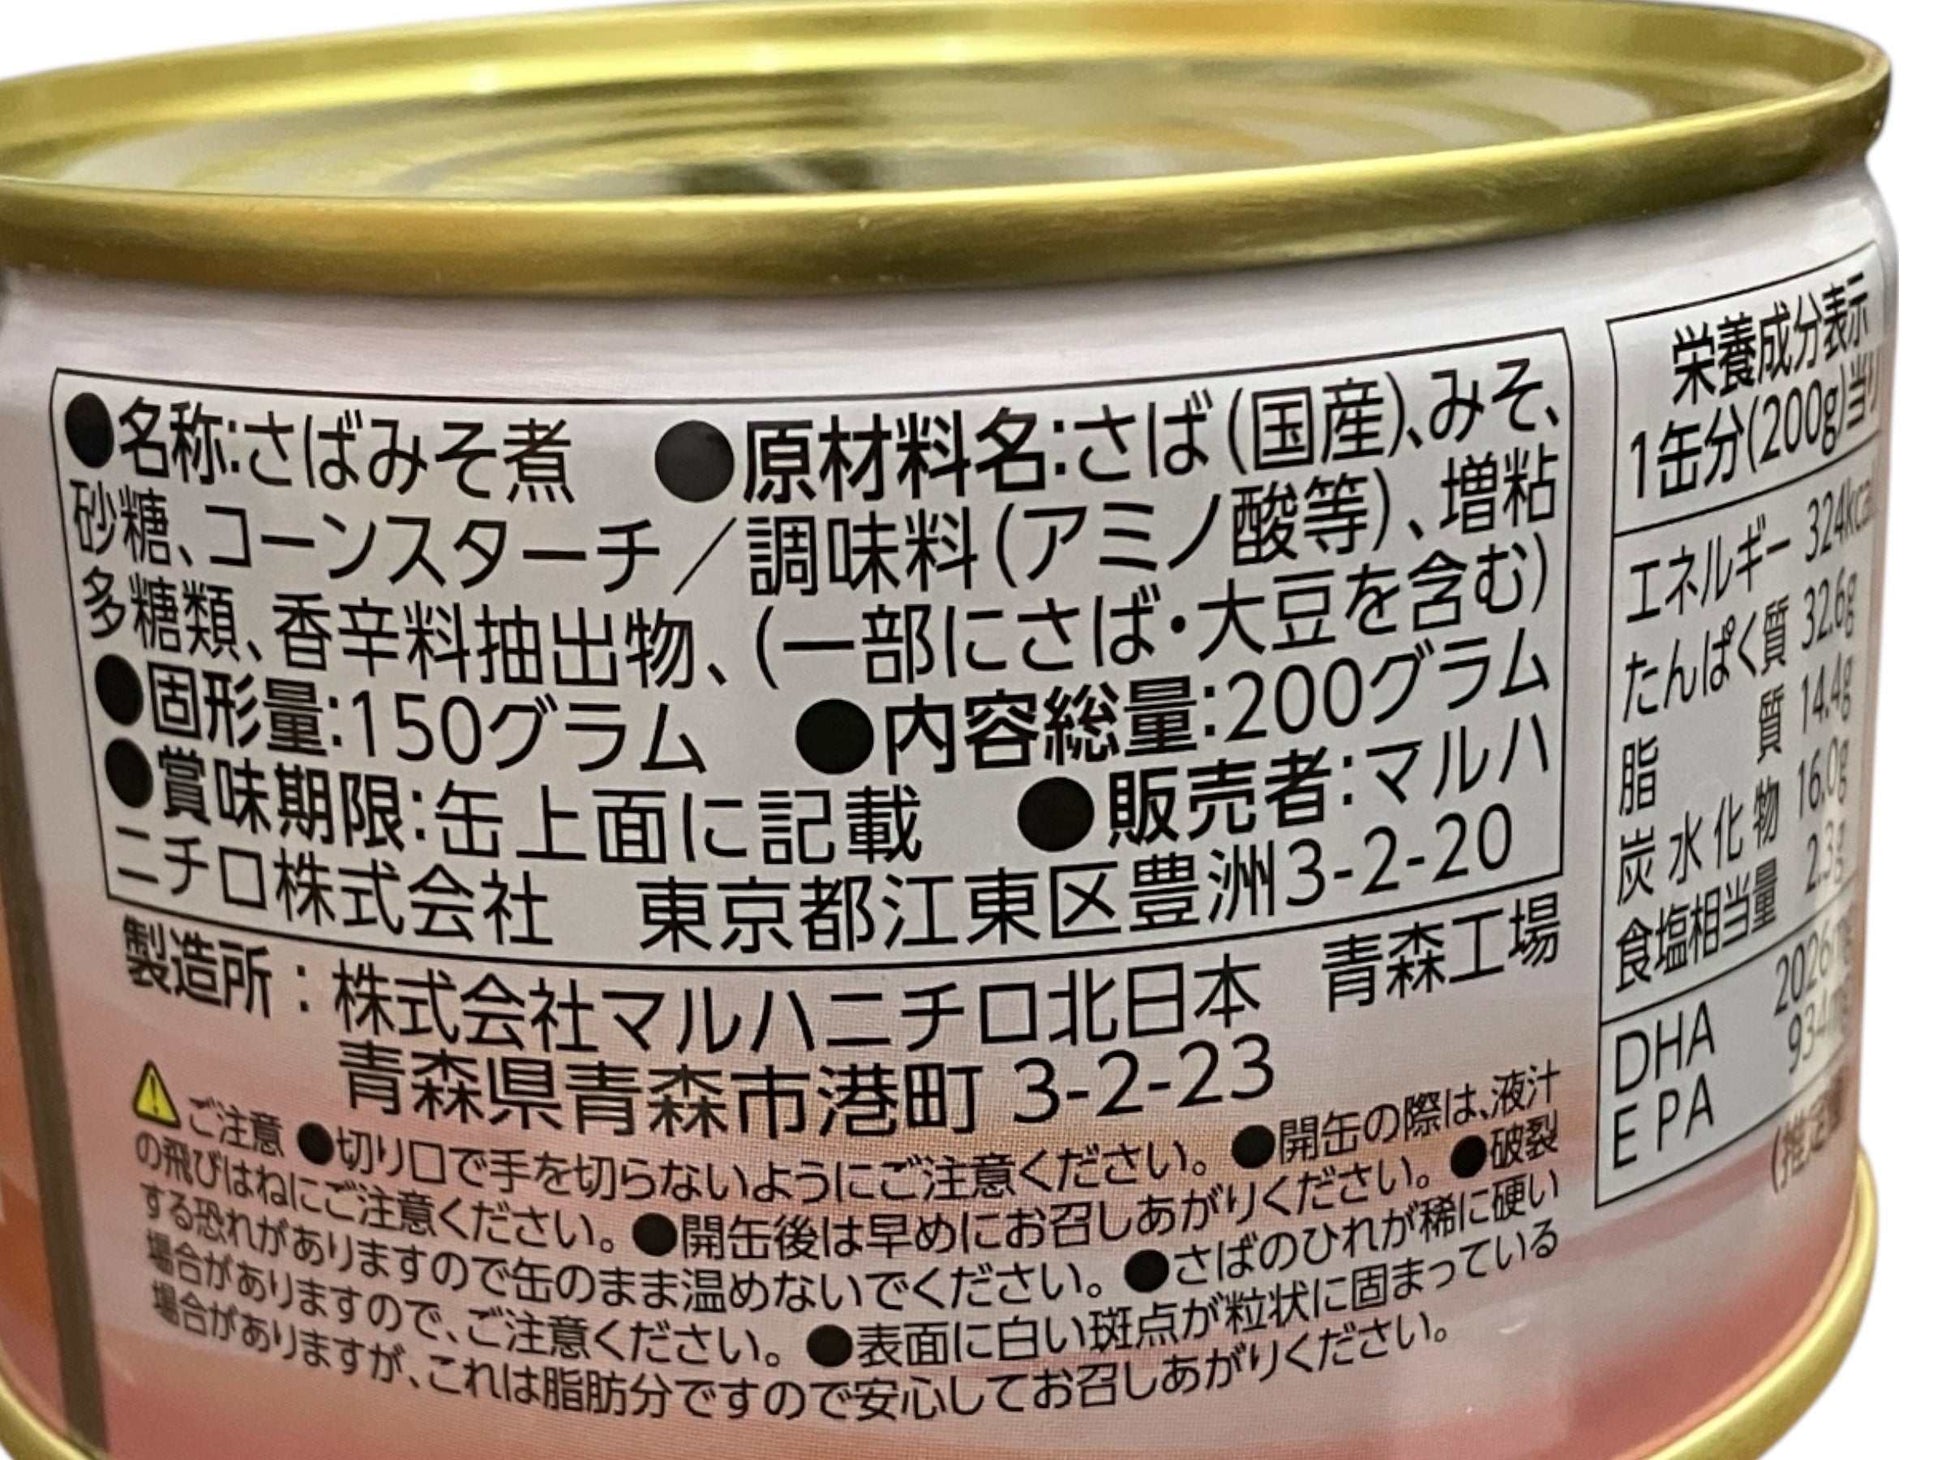 ●名称:さばみそ煮 ●原材料名:さば(国産)、みそ、
砂糖、コーンスターチ／調味料(アミノ酸等)、増粘
多糖類、香辛料抽出物、(一部にさば・大豆を含む)
●固形量:150グラム ●内容総量:200グラム
●賞味期限:缶上面に記載 ●販売者:マルハ
ニチロ株式会社 東京都江東区豊洲3-2-20
製造所：株式会社マルハニチロ北日本 青森工場
青森県青森市港町 3-2-23
ご注意 ●切り口で手を切らないようにご注意ください。●開缶の際は、液汁
の飛びはねにご注意ください。●開缶後は早めにお召しあがりください。●破裂
する恐れがありますので缶のまま温めないでください。●さばのひれが稀に硬い
場合がありますので、ご注意ください。●表面に白い斑点が粒状に固まっている
場合がありますが、これは脂肪分ですので安心してお召しあがりください。
栄養成分表示
1缶分(200g)当り
エネルギー 324kcal
たんぱく質 32.6g
脂質 14.4g
炭水化物 16.0g
食塩相当量 2.3g
DHA 2026
EPA 934